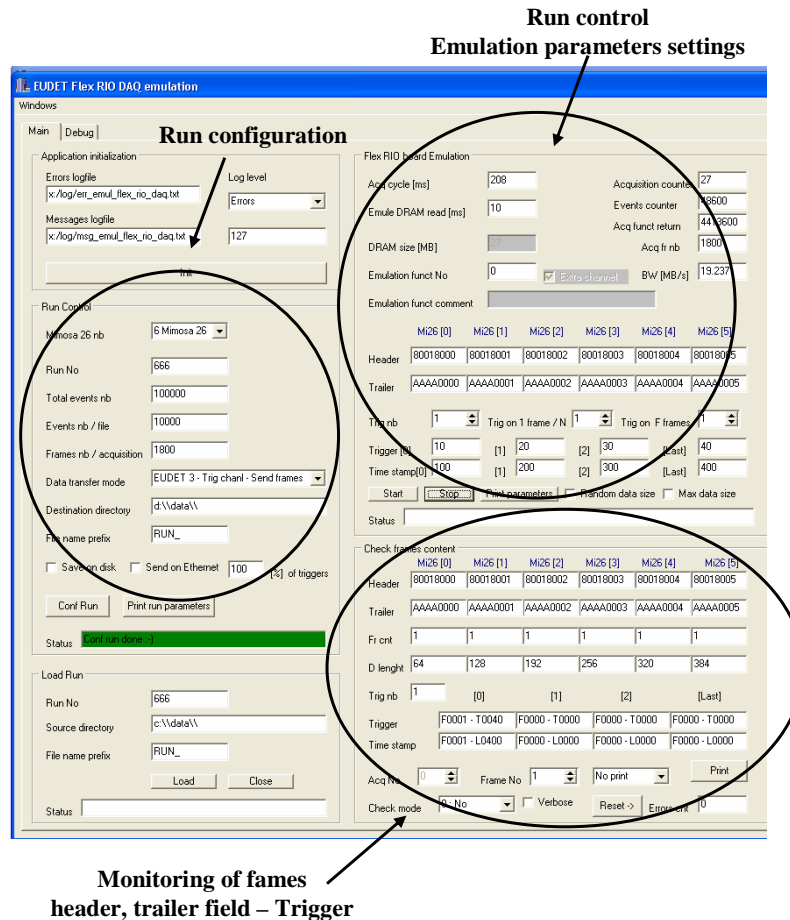 Run control
Emulation parameters settings
EUDET Flex RIO DAQ emulation
Windows
Main
Debug
Run configuration
Application initialization
Errors logfile
Log level
x:/log/err_emul_flex_rio_daq.txt
Errors
Messages logfile
x:/log/msg_emul_flex_rio_daq.txt
127
Init
Run Control
Mimosa 26 nb
6 Mimosa 26
Run No
666
Total events nb
100000
Events nb / file
10000
Frames nb / acquisition
1800
Data transfer mode
EUDET 3 - Trig chanl - Send frames
Destination directory
d:\\data\\
File name prefix
RUN_
Save on disk
Send on Ethernet
100
[%] of triggers
Conf Run
Print run parameters
Status
Conf run done :-)
Load Run
Run No
666
Source directory
c:\\data\\
File name prefix
RUN_
Load
Close
Status
Flex RIO board Emulation
Acq cycle [ms]
208
Acquisition counter
27
Emule DRAM read [ms]
10
Events counter
48600
Acq funct return
4413600
DRAM size [MB]
27
Acq fr nb
1800
Emulation funct No
0
Extra channel
BW [MB/s]
19.237
Emulation funct comment
Mi26 [0] Mi26 [1] Mi26 [2] Mi26 [3] Mi26 [4] Mi26 [5]
Header 80018000 80018001 80018002 80018003 80018004 80018005
Trailer AAAA0000 AAAA0001 AAAA0002 AAAA0003 AAAA0004 AAAA0005
Trig nb 1 Trig on 1 frame / N 1 Trig on F frames 1
Trigger [0] 10 [1] 20 [2] 30 [Last] 40
Time stamp[0] 100 [1] 200 [2] 300 [Last] 400
Start Stop Print parameters Random data size Max data size
Status
Check frames content
Mi26 [0] Mi26 [1] Mi26 [2] Mi26 [3] Mi26 [4] Mi26 [5]
Header 80018000 80018001 80018002 80018003 80018004 80018005
Trailer AAAA0000 AAAA0001 AAAA0002 AAAA0003 AAAA0004 AAAA0005
Fr cnt 1 1 1 1 1 1
D lenght 64 128 192 256 320 384
Trig nb 1 [0] [1] [2] [Last]
Trigger F0001 - T0040 F0000 - T0000 F0000 - T0000 F0000 - T0000
Time stamp F0001 - L0400 F0000 - L0000 F0000 - L0000 F0000 - L0000
Acq No 0 Frame No 1 No print Print
Check mode 0 : No Verbose Reset -> Errors cnt 0
Monitoring of fames
header, trailer field – Trigger